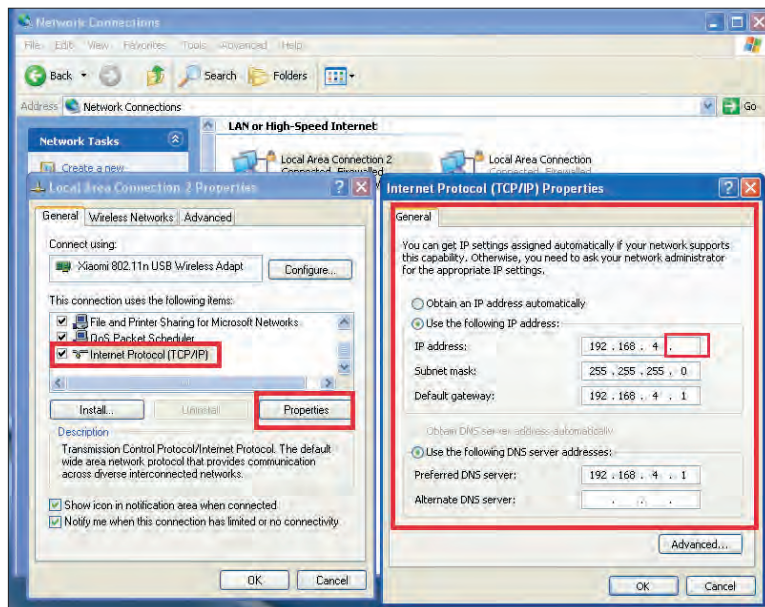 Network Connections
File Edit View Favorites Tools Advanced Help
Back Search Folders
Address Network Connections Go
Network Tasks
LAN or High-Speed Internet
Create a new
Local Area Connection 2
Local Area Connection
Local Area Connection 2 Properties
General Wireless Networks Advanced
Connect using:
Xiaomi 802.11n USB Wireless Adapt
Configure...
This connection uses the following items:
File and Printer Sharing for Microsoft Networks
QoS Packet Scheduler
Internet Protocol (TCP/IP)
Install... Uninstall Properties
Description
Transmission Control Protocol/Internet Protocol. The default
wide area network protocol that provides communication
across diverse interconnected networks.
Show icon in notification area when connected
Notify me when this connection has limited or no connectivity
OK Cancel
Internet Protocol (TCP/IP) Properties
General
You can get IP settings assigned automatically if your network supports
this capability. Otherwise, you need to ask your network administrator
for the appropriate IP settings.
Obtain an IP address automatically
Use the following IP address:
IP address: 192 . 168 . 4 .
Subnet mask: 255 . 255 . 255 . 0
Default gateway: 192 . 168 . 4 . 1
Obtain DNS server address automatically
Use the following DNS server addresses:
Preferred DNS server: 192 . 168 . 4 . 1
Alternate DNS server: . . .
Advanced...
OK Cancel